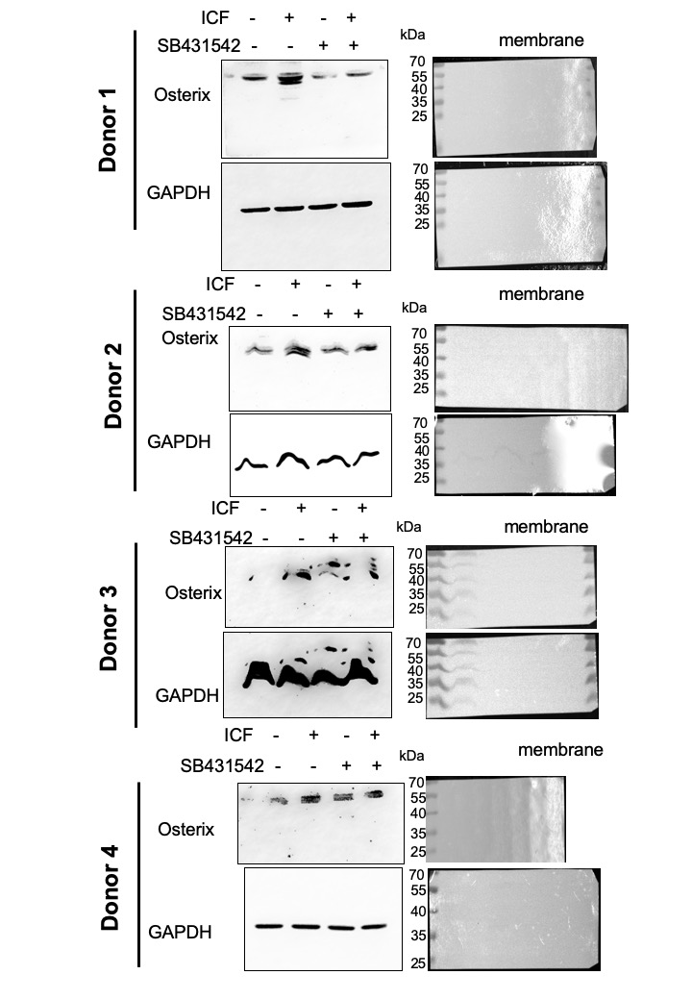 ICF - + - +
SB431542 - - + +
kDa
membrane
Donor 1
Osterix
70
55
40
35
25
GAPDH
70
55
40
35
25
ICF - + - +
SB431542 - - + +
kDa
membrane
Donor 2
Osterix
70
55
40
35
25
GAPDH
70
55
40
35
25
ICF - + - +
SB431542 - - + +
kDa
membrane
Donor 3
Osterix
70
55
40
35
25
GAPDH
70
55
40
35
25
ICF - + - +
SB431542 - - + +
kDa
membrane
Donor 4
Osterix
70
55
40
35
25
GAPDH
70
55
40
35
25